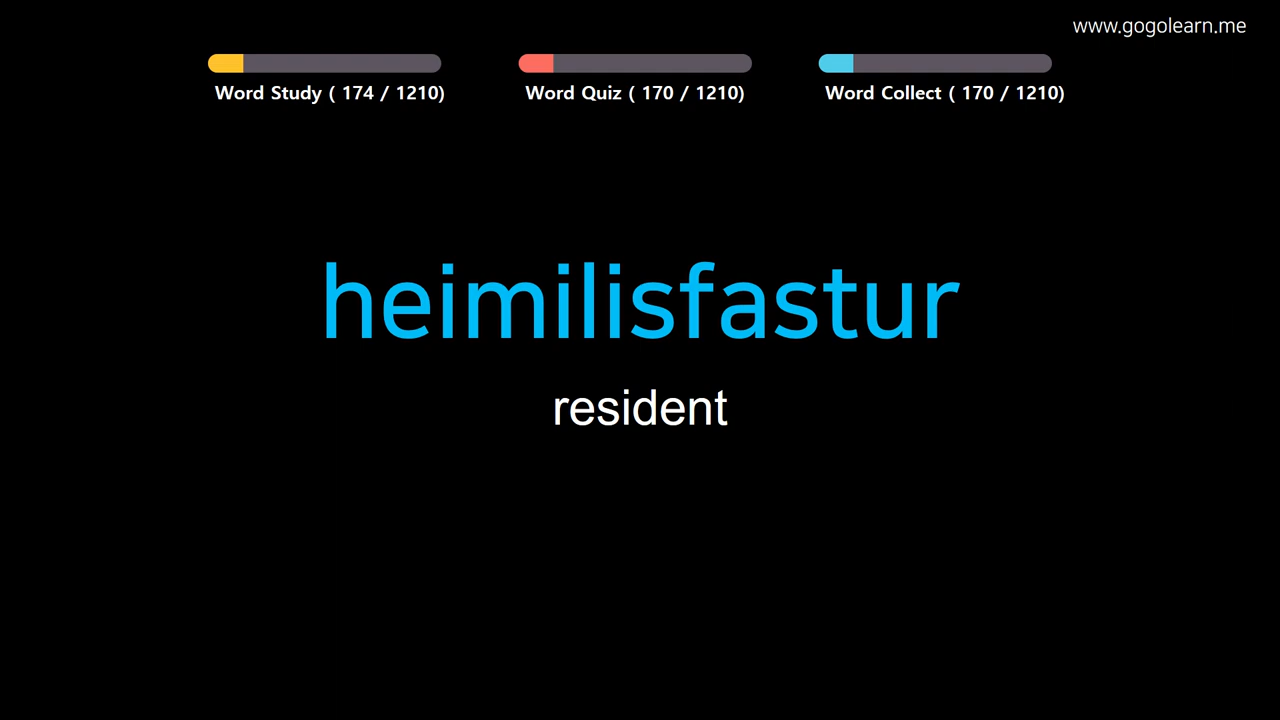 www.gogolearn.me
Word Study ( 174 / 1210)
Word Quiz ( 170 / 1210)
Word Collect ( 170 / 1210)
heimilisfastur
resident